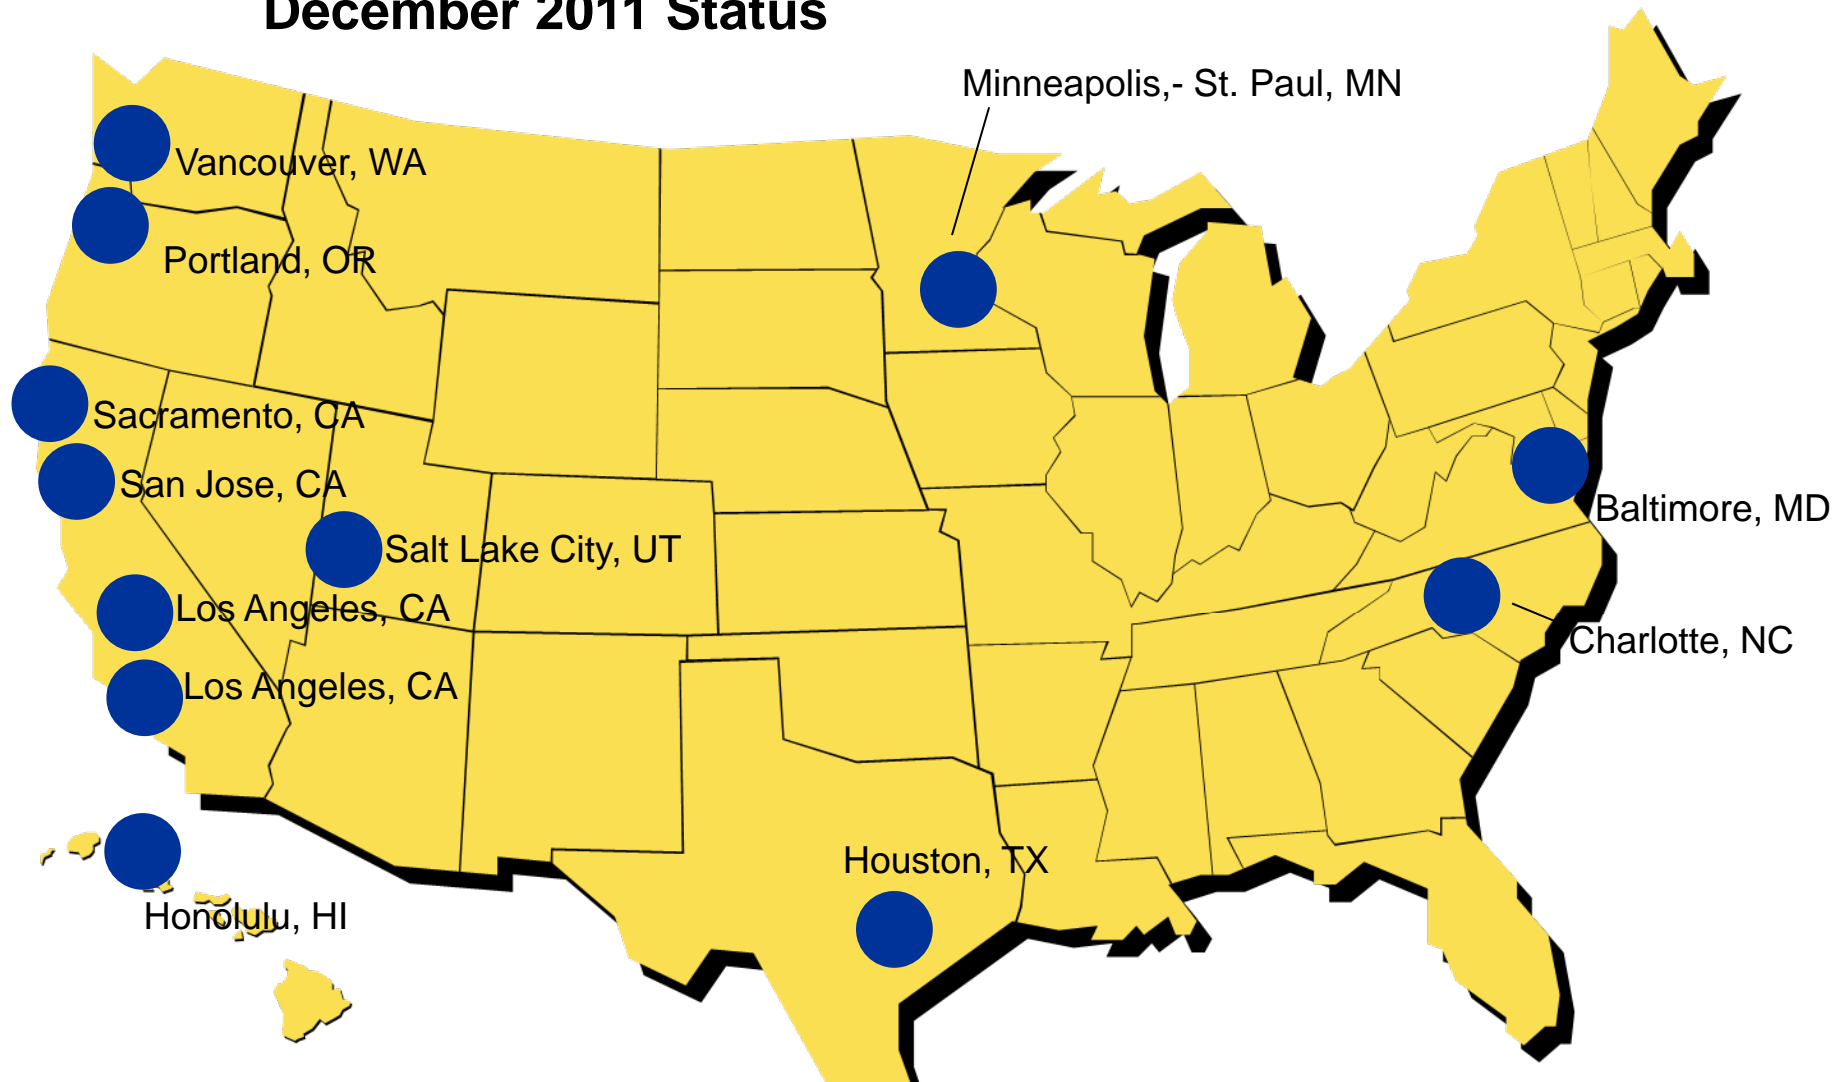 December 2011 Status
Minneapolis,- St. Paul, MN
Vancouver, WA
Portland, OR
Sacramento, CA
San Jose, CA
Baltimore, MD
Salt Lake City, UT
Los Angeles, CA
Charlotte, NC
Los Angeles, CA
Houston, TX
Honolulu, HI